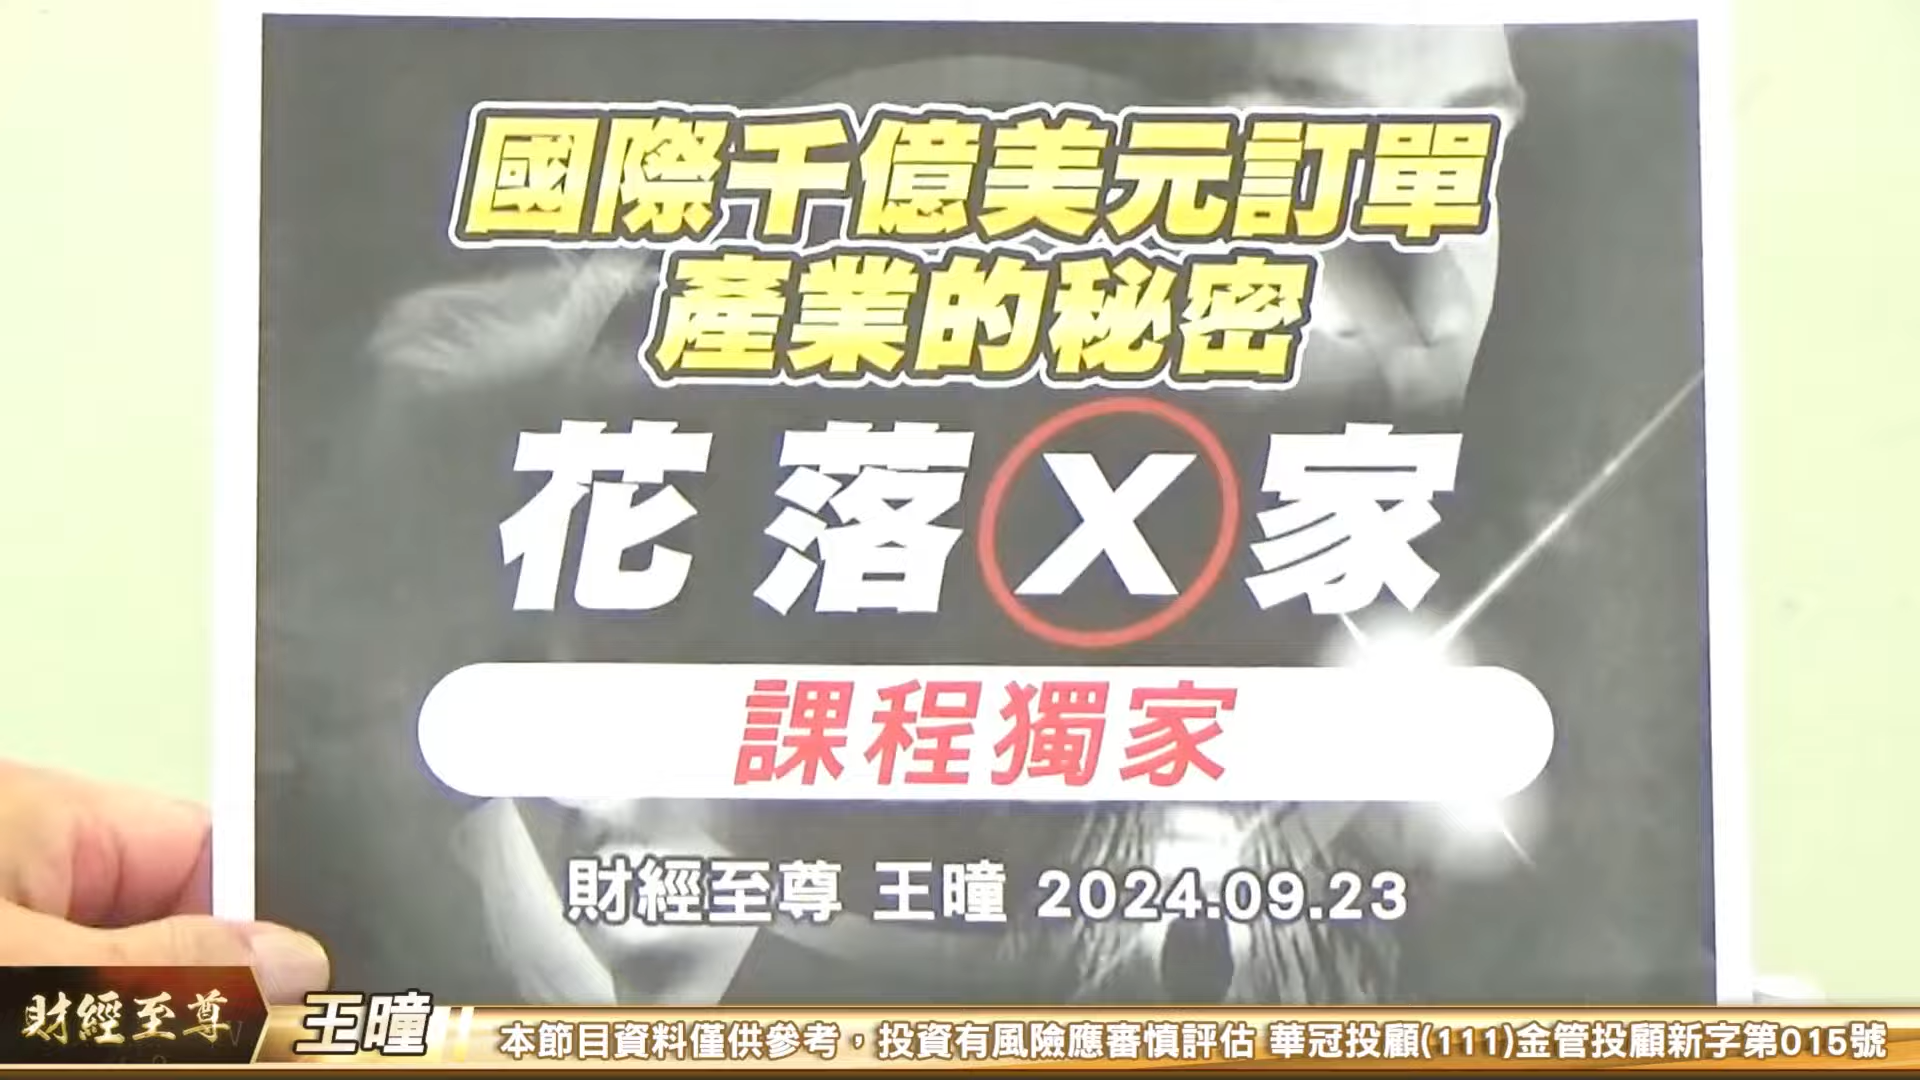 國際千億美元訂單
產業的秘密
花落X家
課程獨家
財經至尊 王曈 2024.09.23
財經至尊
王曈
本節目資料僅供參考，投資有風險應審慎評估 華冠投顧(111)金管投顧新字第015號